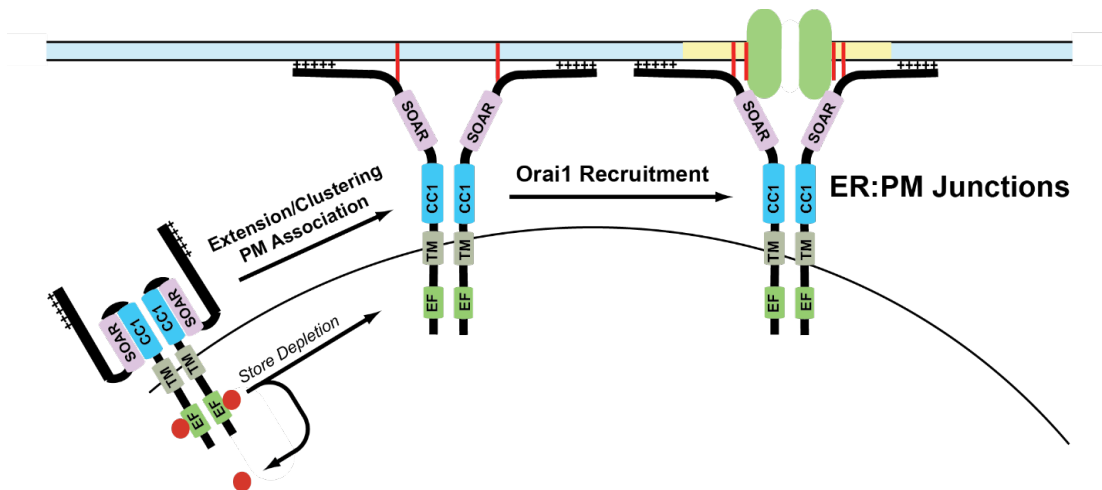 +++++
+++++
+++++
+++++
SOAR
SOAR
SOAR
SOAR
Extension/Clustering
PM Association
Orai1 Recruitment
ER:PM Junctions
CC1
CC1
CC1
CC1
TM
TM
TM
TM
EF
EF
EF
EF
+++++
+++++
SOAR
CC1
CC1
SOAR
TM
TM
EF
EF
Store Depletion